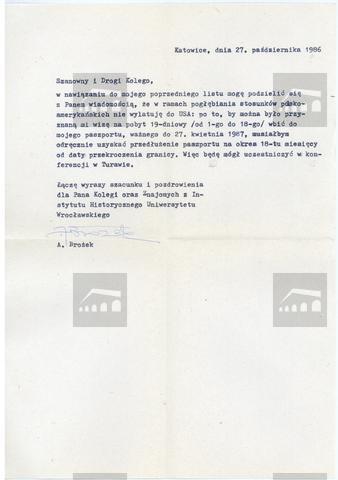 Katowice, dnia 27. października 1986
Szanowny i Drogi Kolego,
w nawiązaniu do mojego poprzedniego listu mogę podzielić się
z Panem wiadomością, że w ramach pogłębiania stosunków polsko-
amerykańskich nie wylatuję do USA: po to, by można było przy-
znaną mi wizę na pobyt 19-dniowy /od 1-go do 18-go/ wbić do
mojego paszportu, ważnego do 27. kwietnia 1987, musiałbym
odręcznie uzyskać przedłużenie paszportu na okres 18-tu miesięcy
od daty przekroczenia granicy. Więc będę mógł uczestniczyć w kon-
ferencji w Turawie.
Łączę wyrazy szacunku i pozdrowienia
dla Pana Kolegi oraz Znajomych z In-
stytutu Historycznego Uniwersytetu
Wrocławskiego
ABrożek
A. Brożek